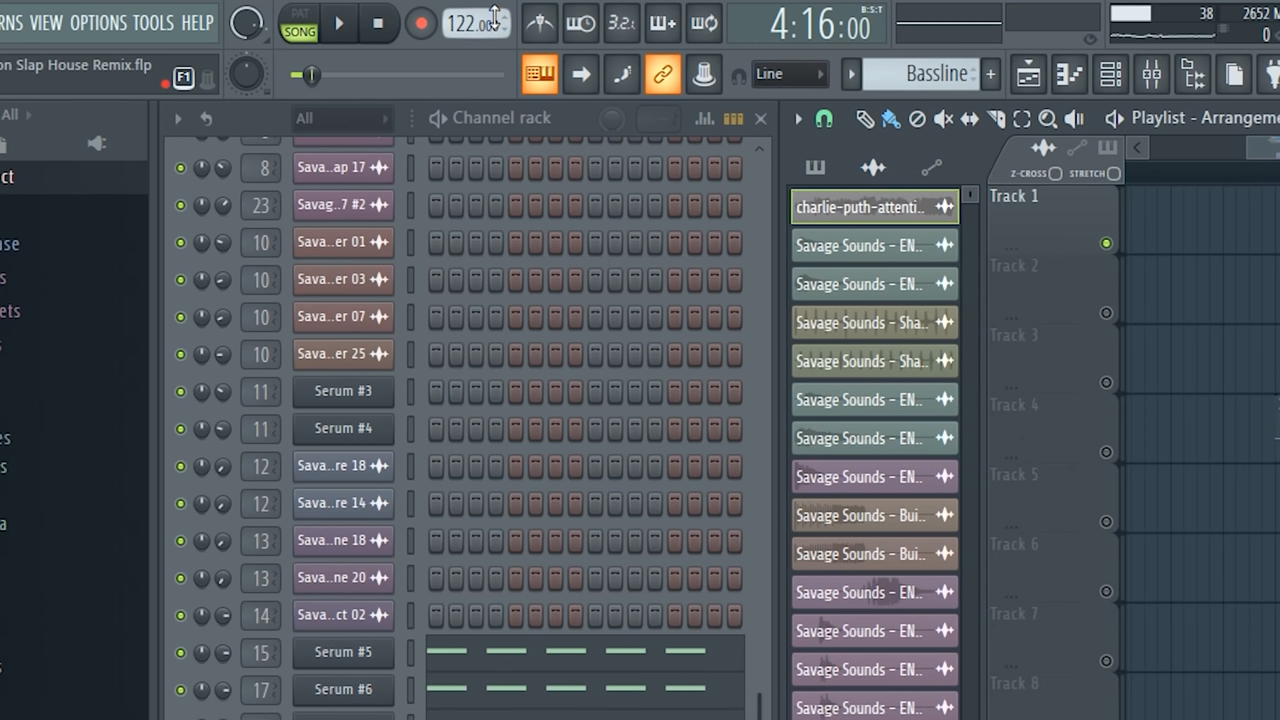 RNS VIEW OPTIONS TOOLS HELP
PAT
SONG
122.00
3.2.
4:16:00
B:S:T
38
2652 M
0
on Slap House Remix.flp
F1
Line
Bassline
All
All
Channel rack
Playlist - Arrangeme
ct
Z-CROSS
STRETCH
8 Sava..ap 17
23 Savag..7 #2
10 Sava..er 01
10 Sava..er 03
10 Sava..er 07
10 Sava..er 25
11 Serum #3
11 Serum #4
12 Sava..re 18
12 Sava..re 14
13 Sava..ne 18
13 Sava..ne 20
14 Sava..ct 02
15 Serum #5
17 Serum #6
use
s
ets
s
es
s
a
s
charlie-puth-attenti..
Savage Sounds - EN..
Savage Sounds - EN..
Savage Sounds - Sha..
Savage Sounds - Sha..
Savage Sounds - EN..
Savage Sounds - EN..
Savage Sounds - EN..
Savage Sounds - Bui..
Savage Sounds - Bui..
Savage Sounds - EN..
Savage Sounds - EN..
Savage Sounds - EN..
Savage Sounds - EN..
Track 1
Track 2
Track 3
Track 4
Track 5
Track 6
Track 7
Track 8